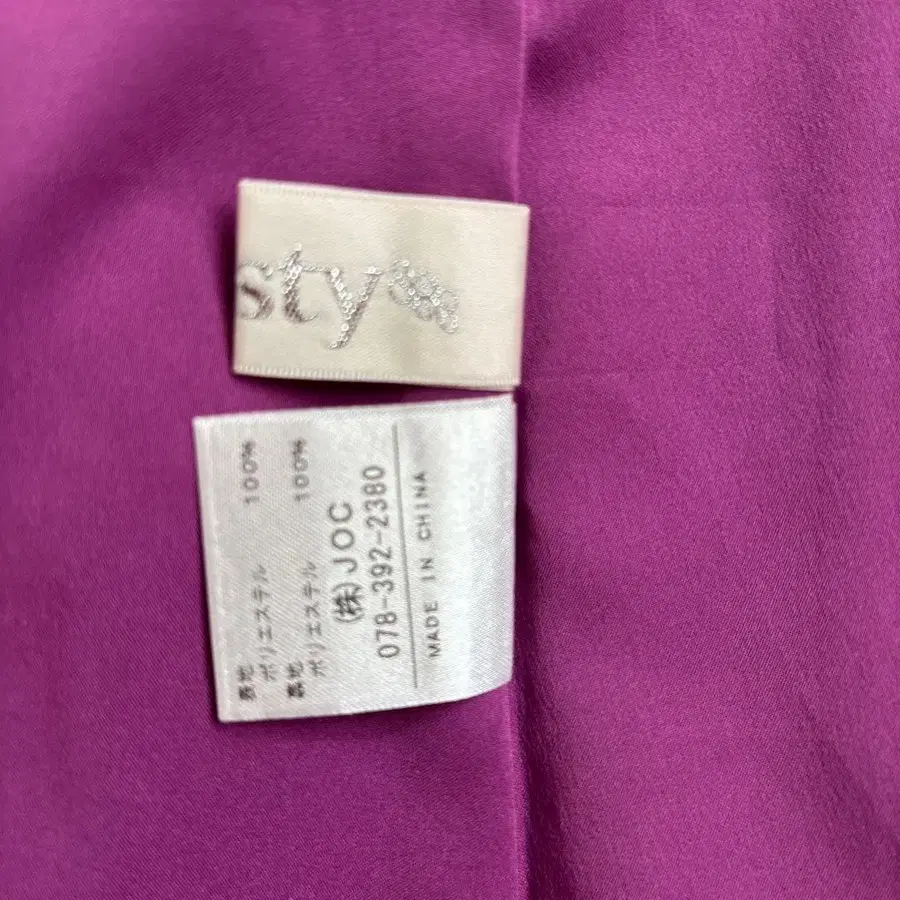 sty
表地
ポリエステル 100%
裏地
ポリエステル 100%
(株)JOC
078-392-2380
MADE IN CHINA